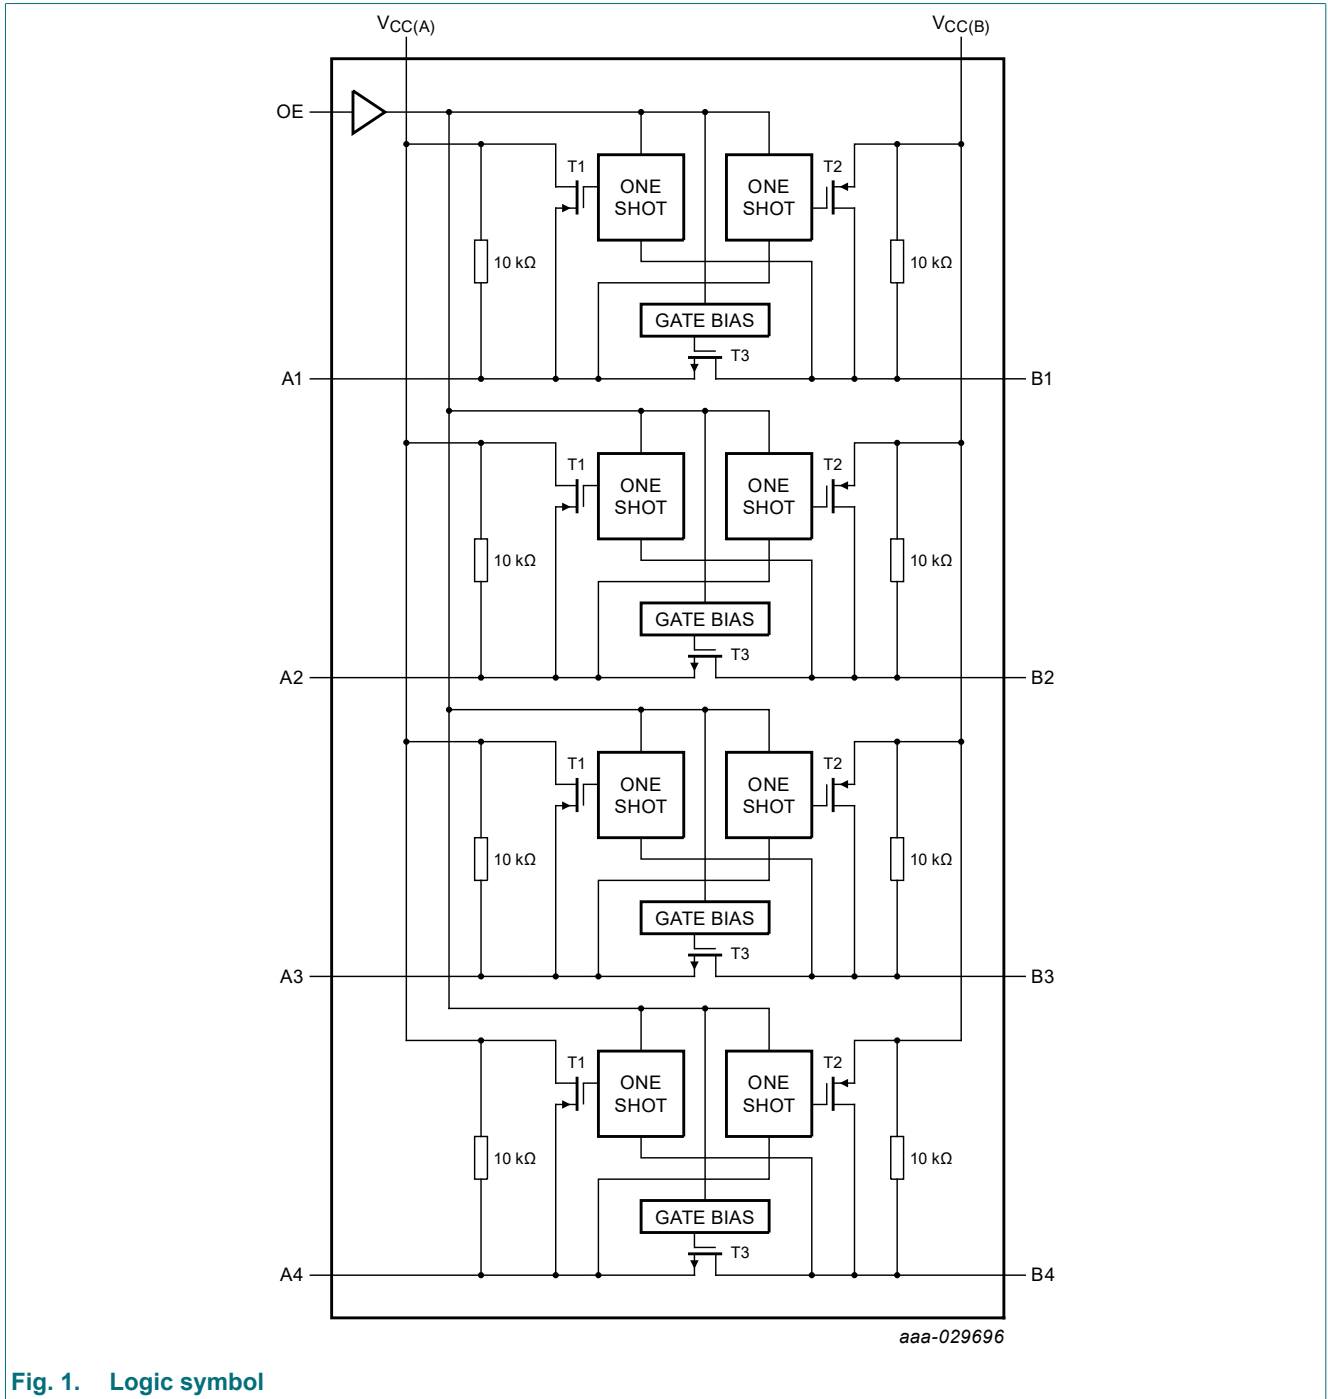 VCC(A) VCC(B)
OE
T1 ONE SHOT ONE SHOT T2
10 kΩ 10 kΩ
GATE BIAS
T3
A1 B1
T1 ONE SHOT ONE SHOT T2
10 kΩ 10 kΩ
GATE BIAS
T3
A2 B2
T1 ONE SHOT ONE SHOT T2
10 kΩ 10 kΩ
GATE BIAS
T3
A3 B3
T1 ONE SHOT ONE SHOT T2
10 kΩ 10 kΩ
GATE BIAS
T3
A4 B4
aaa-029696
Fig. 1. Logic symbol